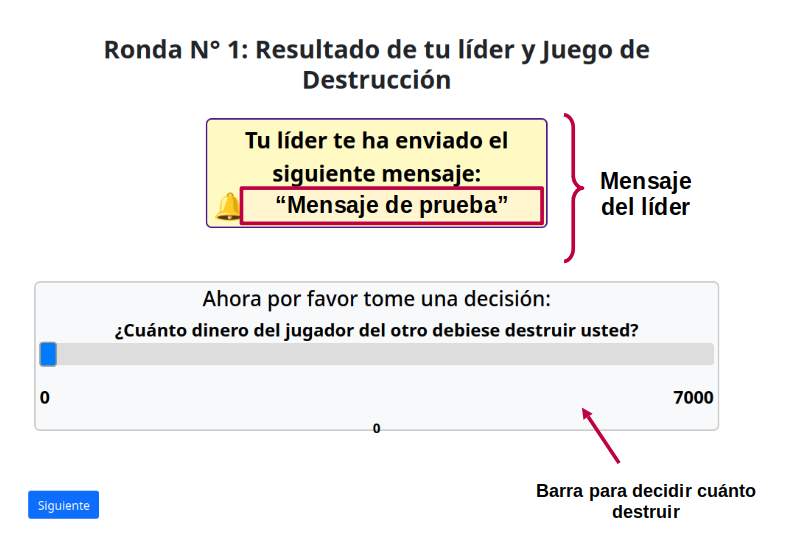 Ronda N° 1: Resultado de tu líder y Juego de
Destrucción
Tu líder te ha enviado el
siguiente mensaje:
“Mensaje de prueba”
Mensaje
del líder
Ahora por favor tome una decisión:
¿Cuánto dinero del jugador del otro debiese destruir usted?
0
7000
0
Barra para decidir cuánto
destruir
Siguiente